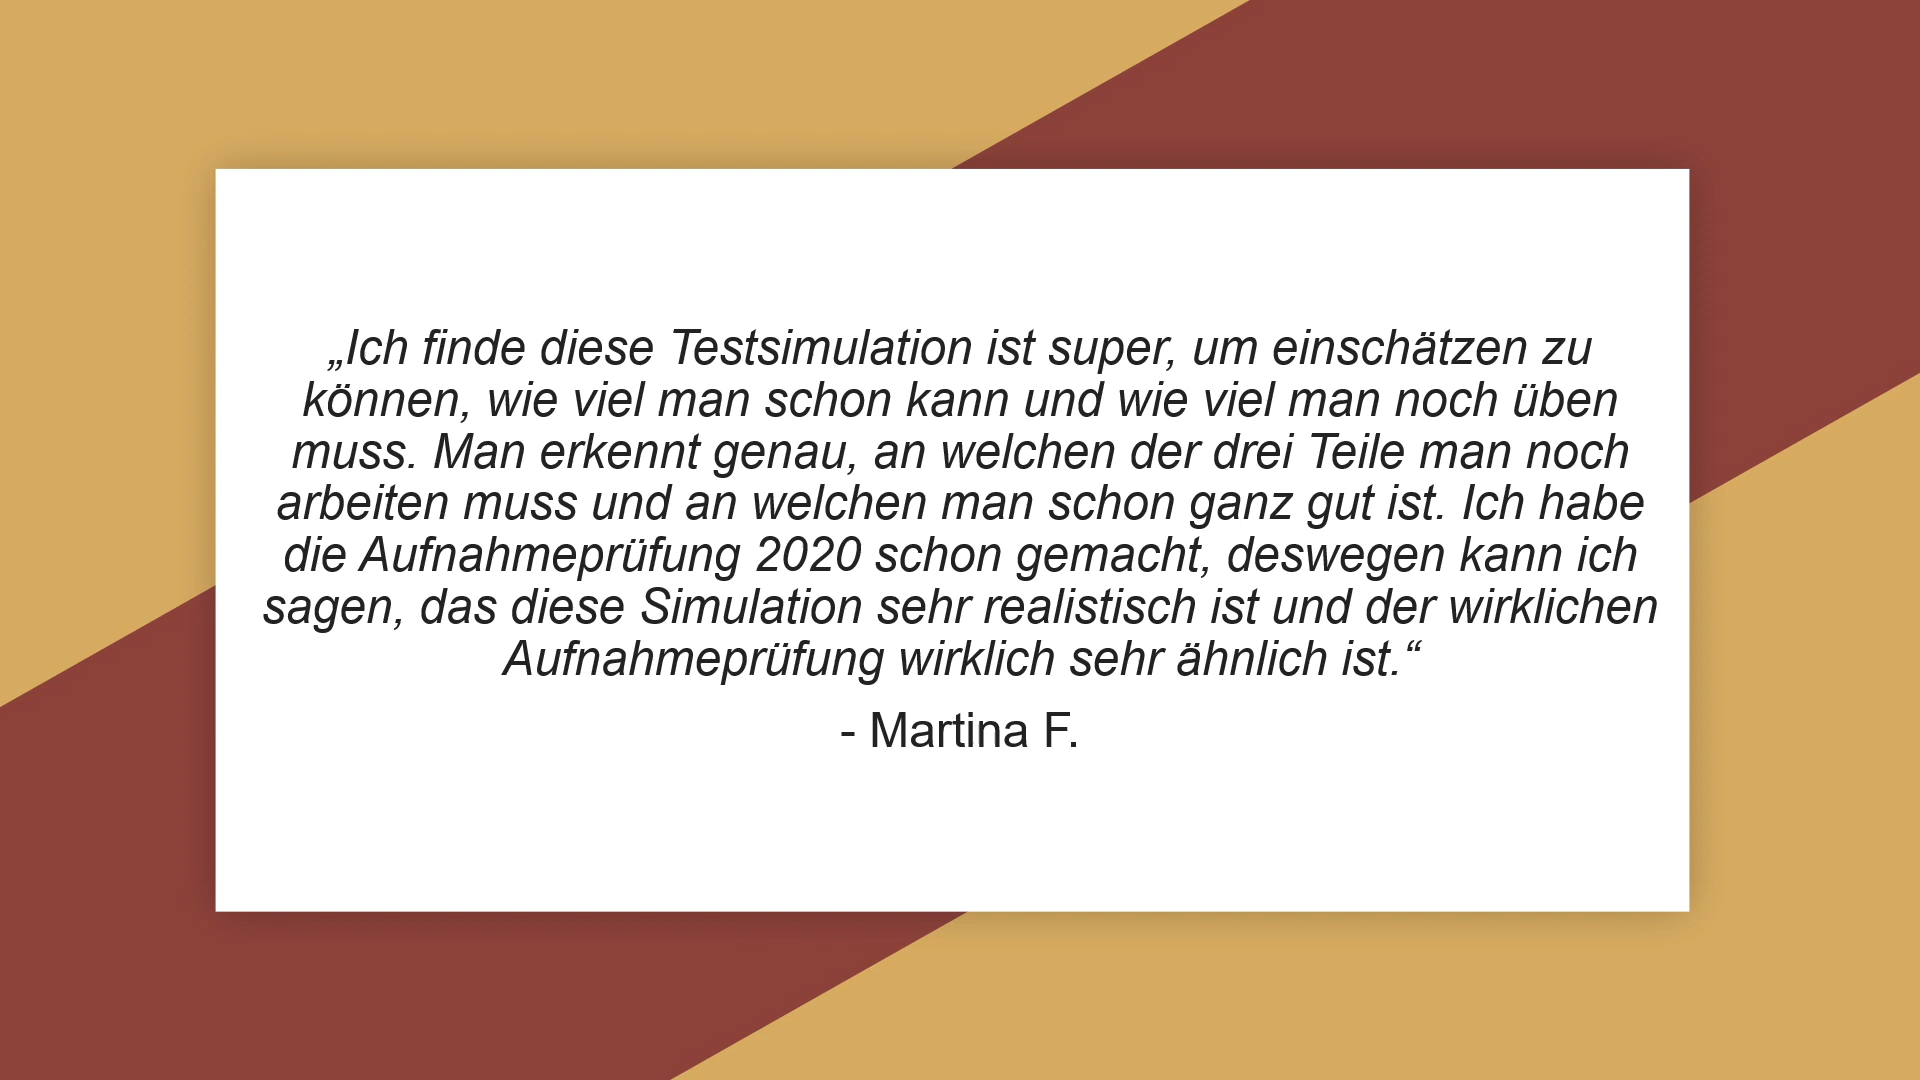 „Ich finde diese Testsimulation ist super, um einschätzen zu
können, wie viel man schon kann und wie viel man noch üben
muss. Man erkennt genau, an welchen der drei Teile man noch
arbeiten muss und an welchen man schon ganz gut ist. Ich habe
die Aufnahmeprüfung 2020 schon gemacht, deswegen kann ich
sagen, das diese Simulation sehr realistisch ist und der wirklichen
Aufnahmeprüfung wirklich sehr ähnlich ist.“
- Martina F.